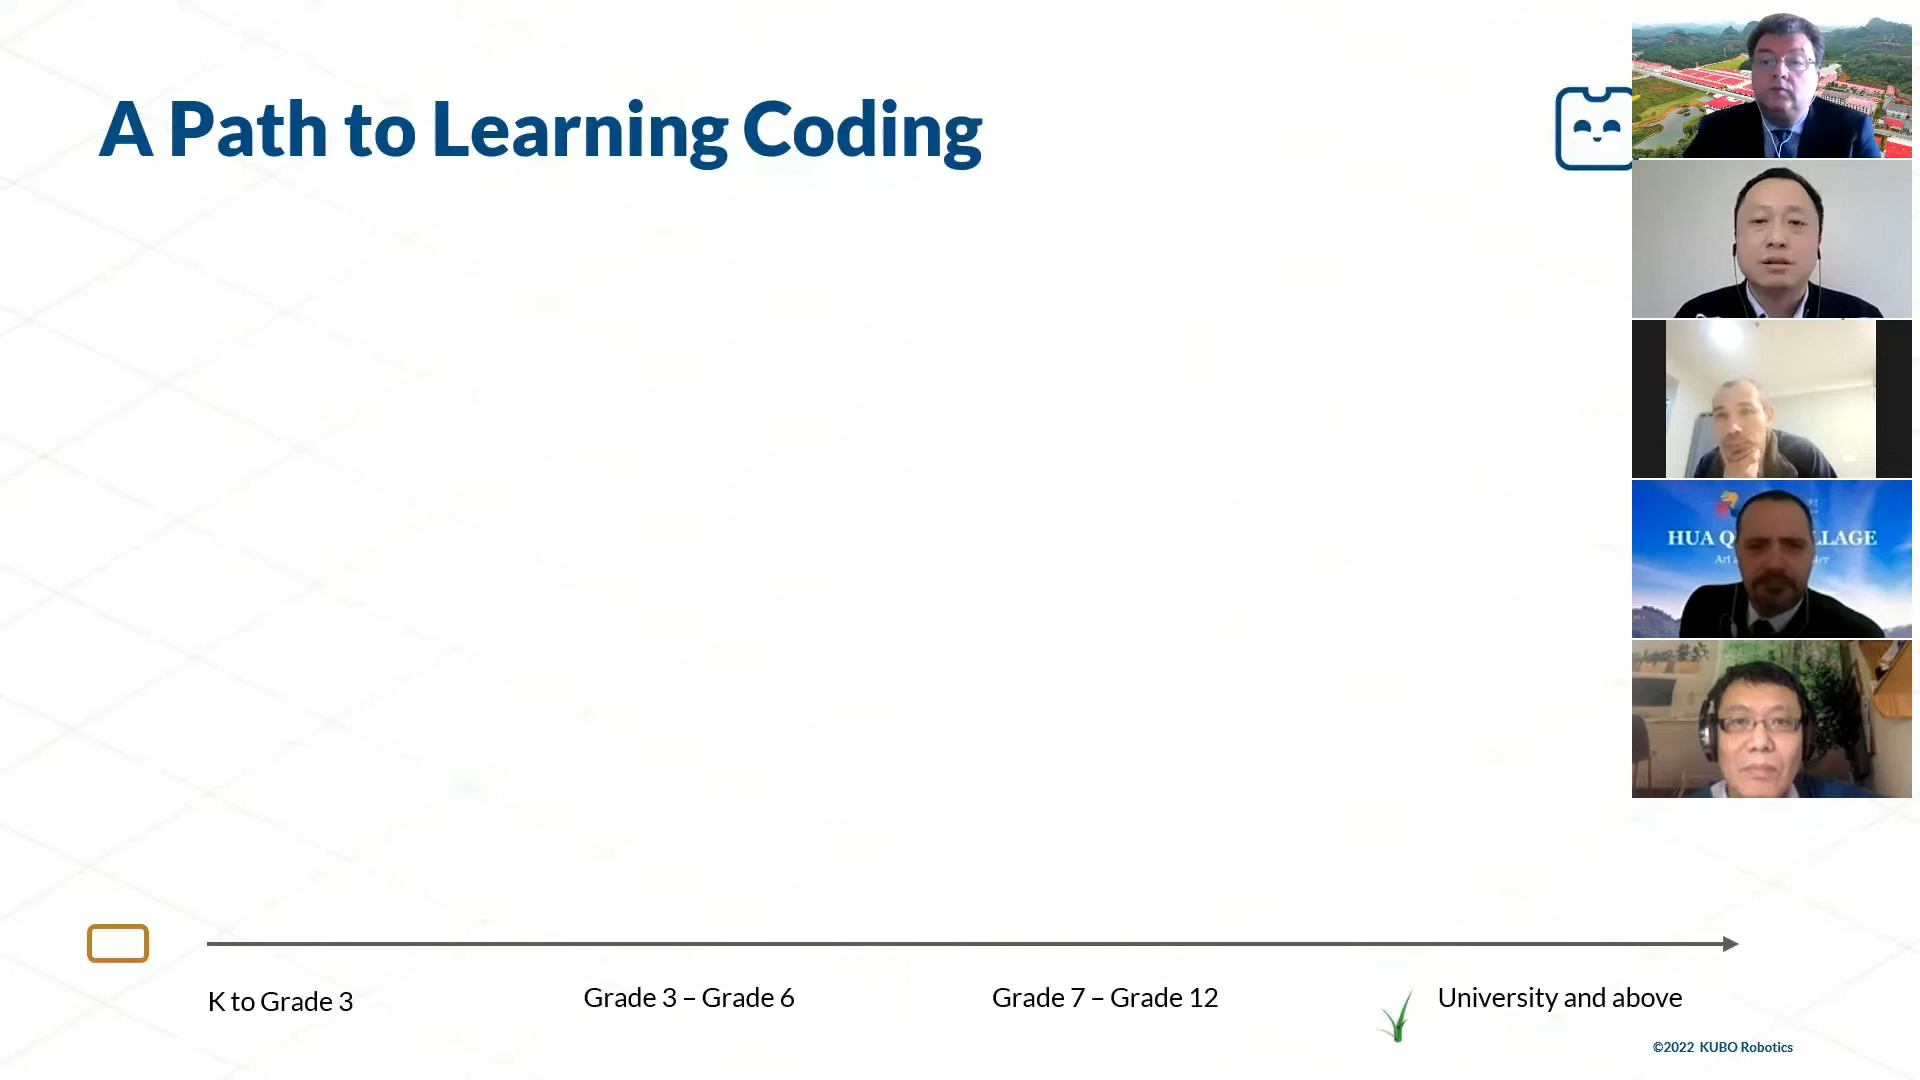 A Path to Learning Coding
HUA Q LLAGE
Art
K to Grade 3
Grade 3 – Grade 6
Grade 7 – Grade 12
University and above
©2022 KUBO Robotics